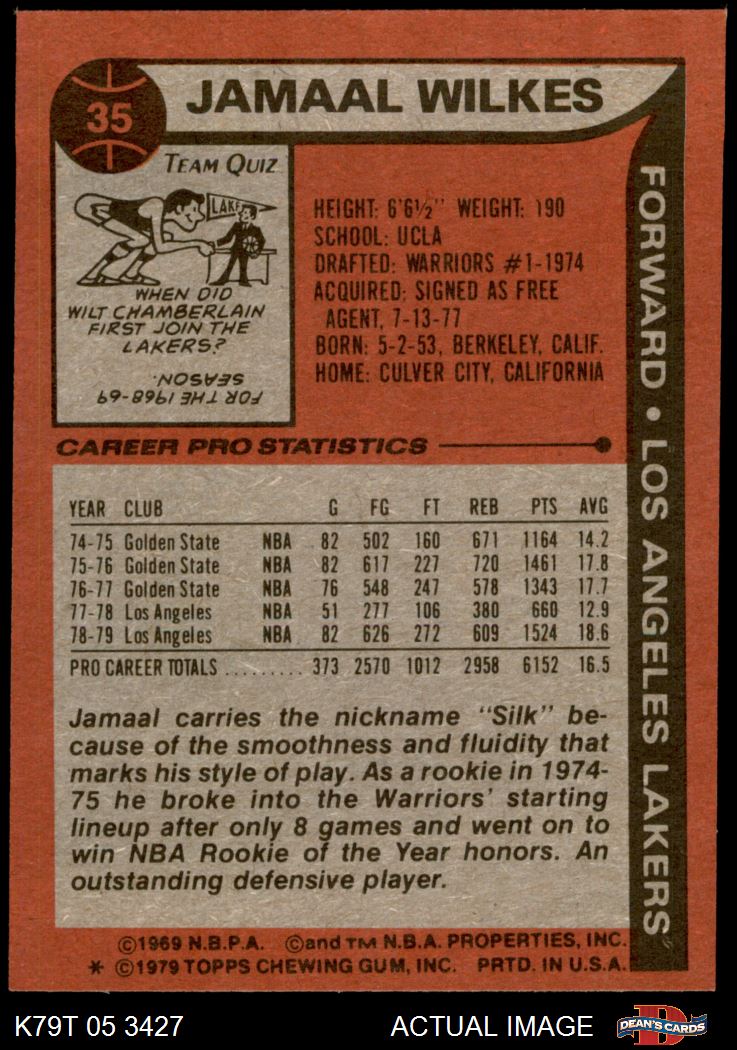 35
JAMAAL WILKES
TEAM QUIZ
LAKE
WHEN DID
WILT CHAMBERLAIN
FIRST JOIN THE
LAKERS?
FOR THE 1968-69
SEASON.
HEIGHT: 6'6½" WEIGHT: 190
SCHOOL: UCLA
DRAFTED: WARRIORS #1-1974
ACQUIRED: SIGNED AS FREE
AGENT, 7-13-77
BORN: 5-2-53, BERKELEY, CALIF.
HOME: CULVER CITY, CALIFORNIA
FORWARD • LOS ANGELES LAKERS
CAREER PRO STATISTICS
YEAR CLUB G FG FT REB PTS AVG
74-75 Golden State NBA 82 502 160 671 1164 14.2
75-76 Golden State NBA 82 617 227 720 1461 17.8
76-77 Golden State NBA 76 548 247 578 1343 17.7
77-78 Los Angeles NBA 51 277 106 380 660 12.9
78-79 Los Angeles NBA 82 626 272 609 1524 18.6
PRO CAREER TOTALS ......... 373 2570 1012 2958 6152 16.5
Jamaal carries the nickname "Silk" be-
cause of the smoothness and fluidity that
marks his style of play. As a rookie in 1974-
75 he broke into the Warriors' starting
lineup after only 8 games and went on to
win NBA Rookie of the Year honors. An
outstanding defensive player.
©1969 N.B.P.A. ©and TM N.B.A. PROPERTIES, INC.
* ©1979 TOPPS CHEWING GUM, INC. PRTD. IN U.S.A.
K79T 05 3427 ACTUAL IMAGE
D
DEAN'S CARDS